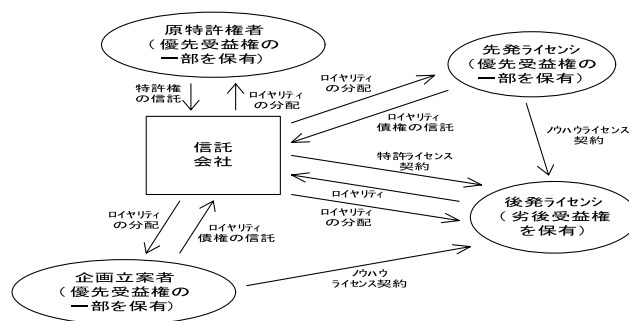 原特許権者
（優先受益権の
一部を保有）
先発ライセンシ
（優先受益権の
一部を保有）
特許権
の信託
ロイヤリティ
の分配
ロイヤリティ
の分配
ロイヤリティ
債権の信託
ノウハウライセンス
契約
信託
会社
特許ライセンス
契約
ロイヤリティ
ロイヤリティ
の分配
後発ライセンシ
（劣後受益権
を保有）
ロイヤリティ
の分配
ロイヤリティ
債権の信託
企画立案者
（優先受益権の
一部を保有）
ノウハウ
ライセンス契約